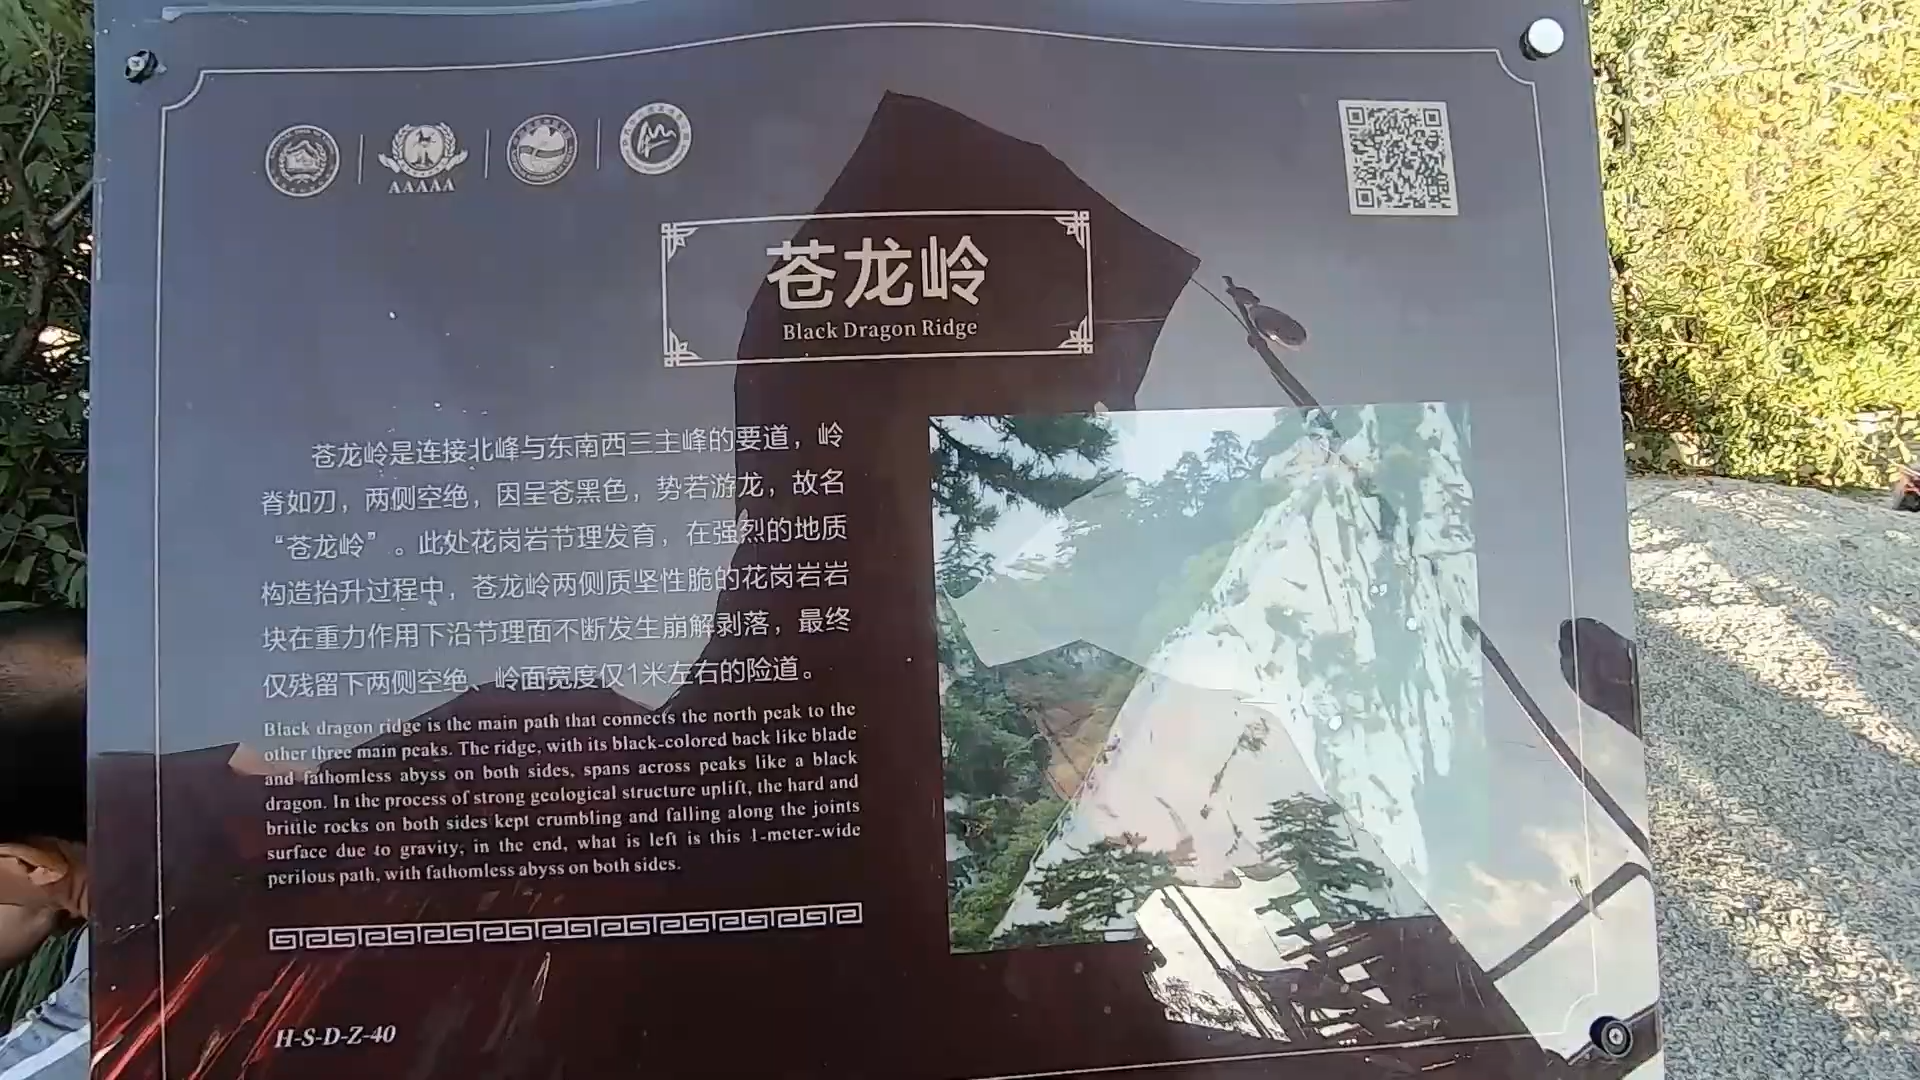 AAAAA
苍龙岭
Black Dragon Ridge
苍龙岭是连接北峰与东南西三主峰的要道，岭
脊如刃，两侧空绝，因呈苍黑色，势若游龙，故名
“苍龙岭”。此处花岗岩节理发育，在强烈的地质
构造抬升过程中，苍龙岭两侧质坚性脆的花岗岩岩
块在重力作用下沿节理面不断发生崩解剥落，最终
仅残留下两侧空绝、岭面宽度仅1米左右的险道。
Black dragon ridge is the main path that connects the north peak to the
other three main peaks. The ridge, with its black-colored back like blade
and fathomless abyss on both sides, spans across peaks like a black
dragon. In the process of strong geological structure uplift, the hard and
brittle rocks on both sides kept crumbling and falling along the joints
surface due to gravity, in the end, what is left is this 1-meter-wide
perilous path, with fathomless abyss on both sides.
H-S-D-Z-40